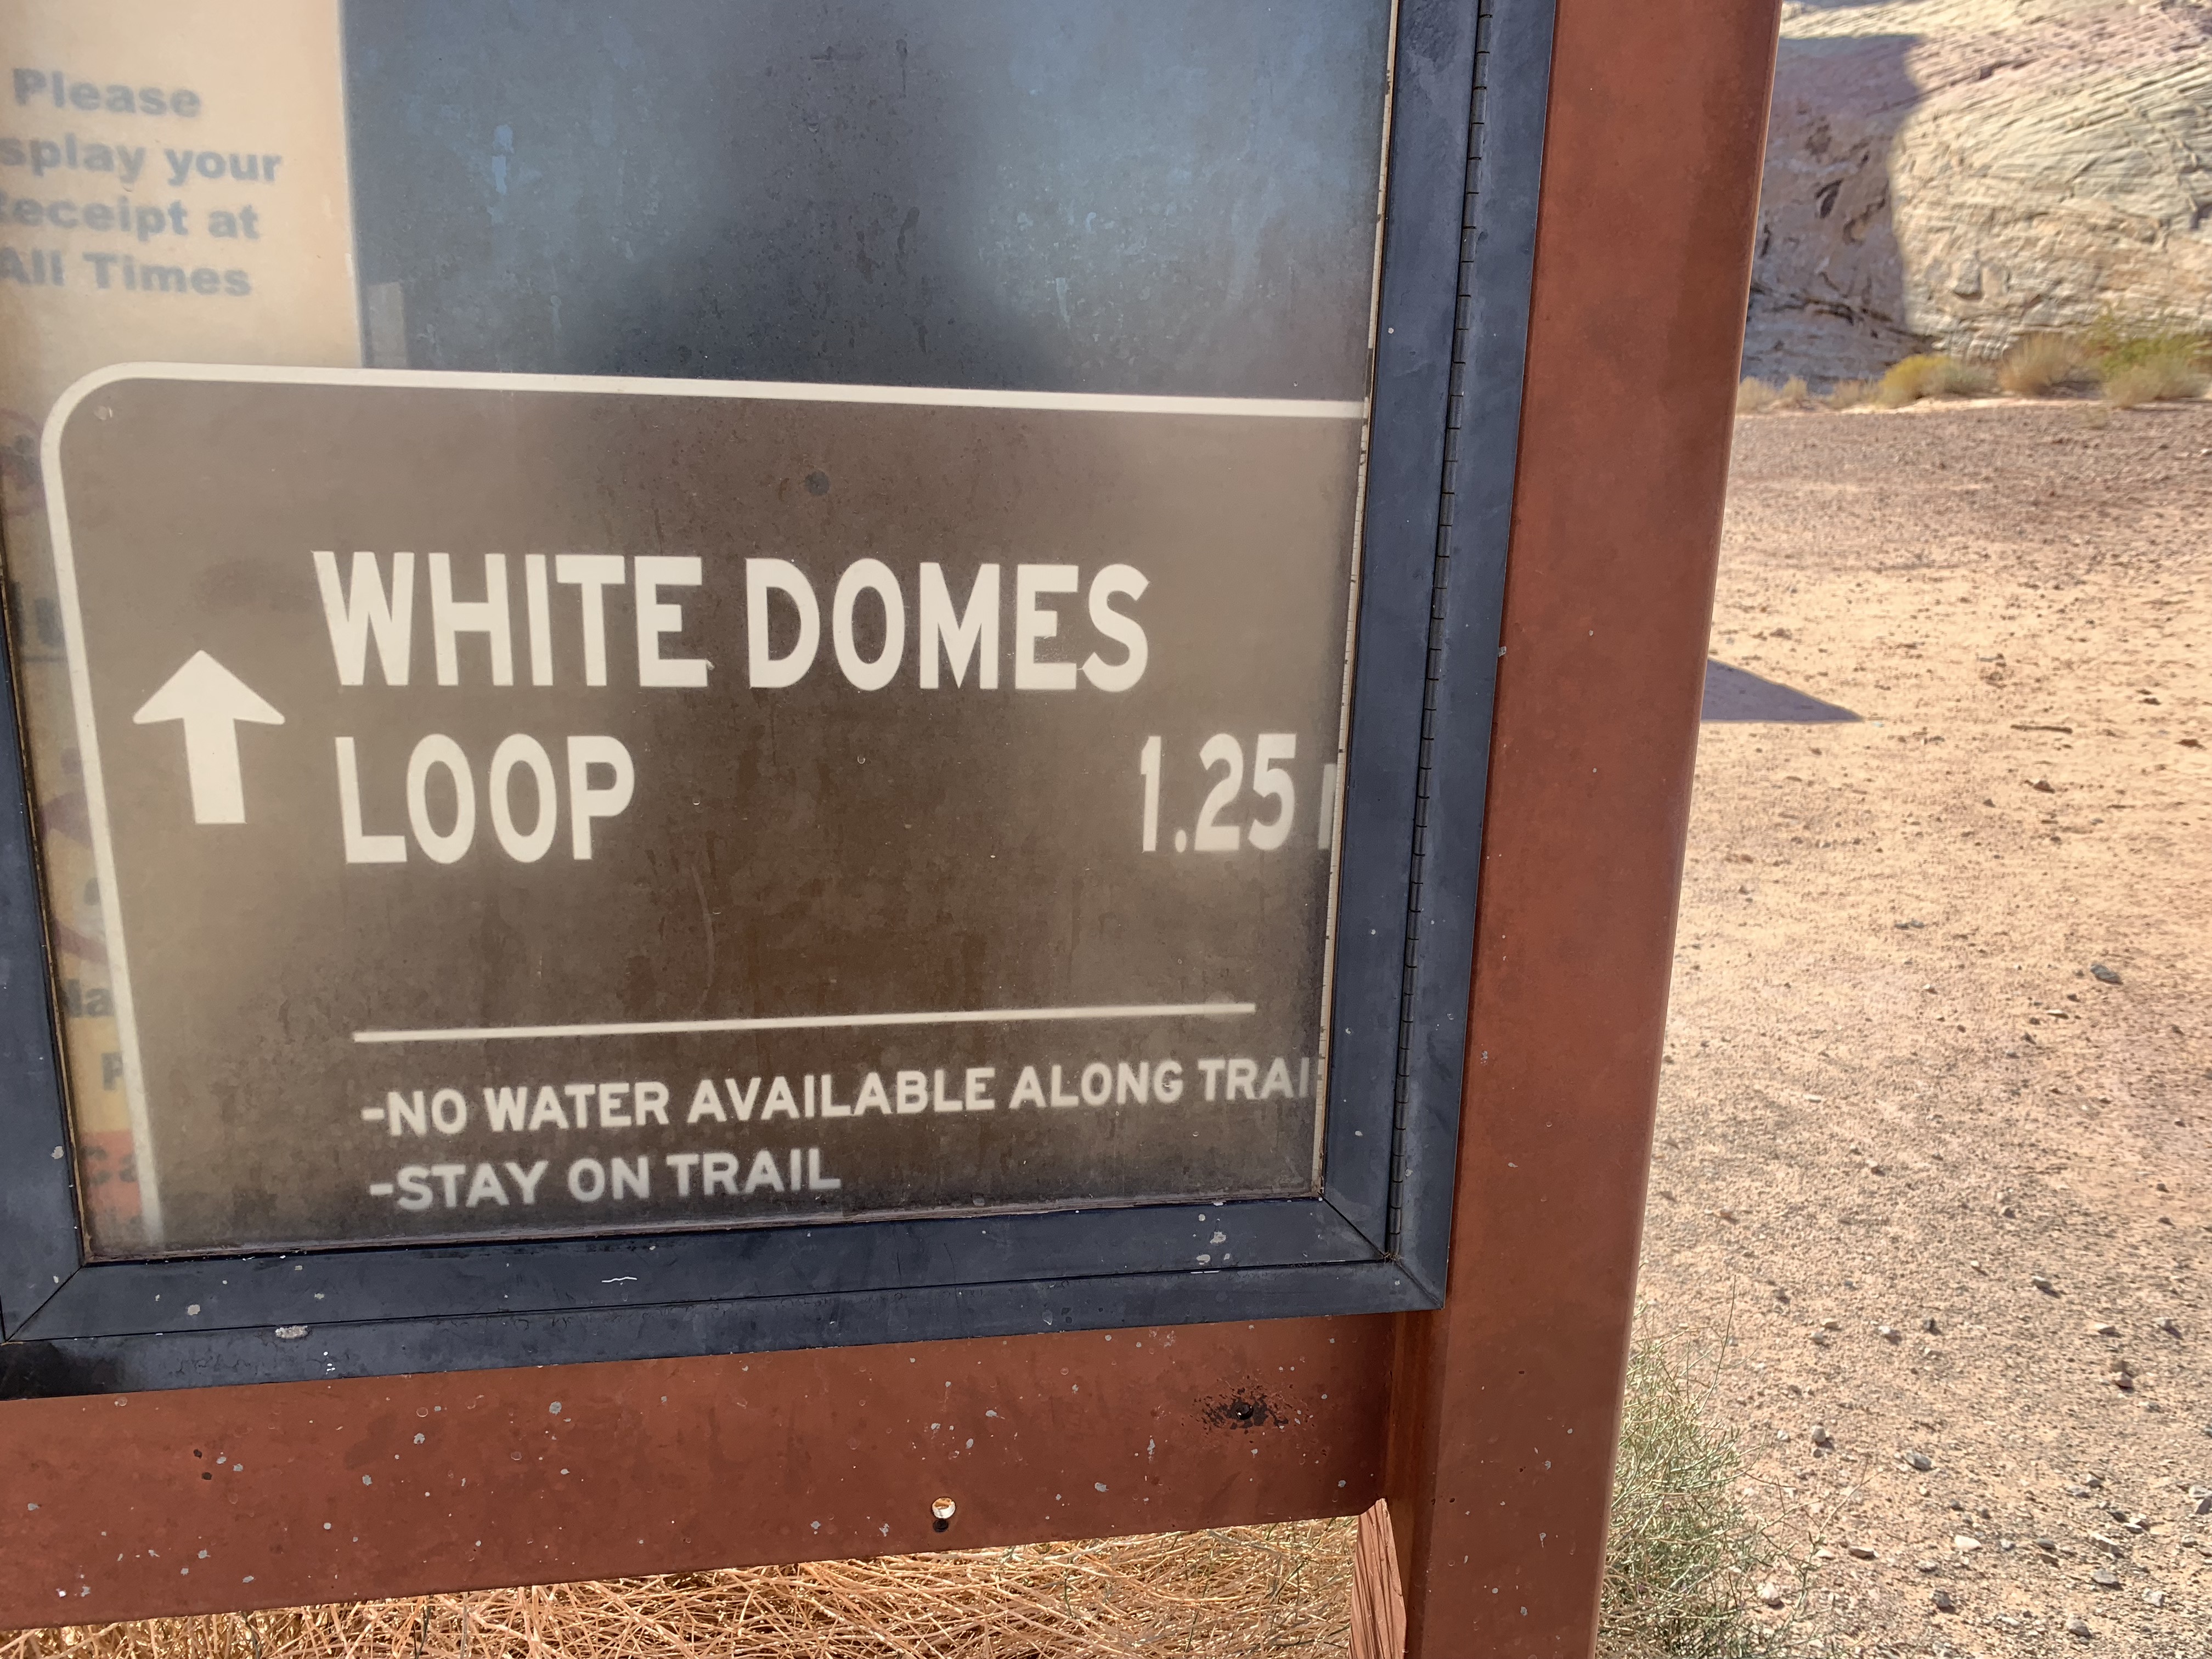 Please
splay your
eceipt at
All Times
WHITE DOMES
LOOP 1.25
-NO WATER AVAILABLE ALONG TRAI
-STAY ON TRAIL